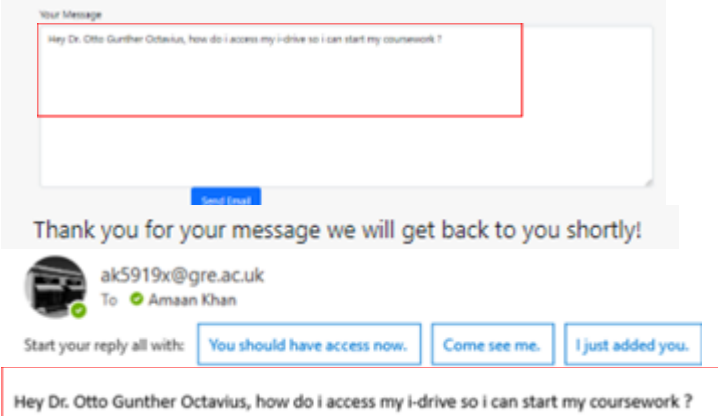 Your Message
Hey Dr. Otto Gunther Octavius, how do i access my i-drive so i can start my coursework ?
Send Email
Thank you for your message we will get back to you shortly!
ak5919x@gre.ac.uk
To Amaan Khan
Start your reply all with: You should have access now. Come see me. I just added you.
Hey Dr. Otto Gunther Octavius, how do i access my i-drive so i can start my coursework ?